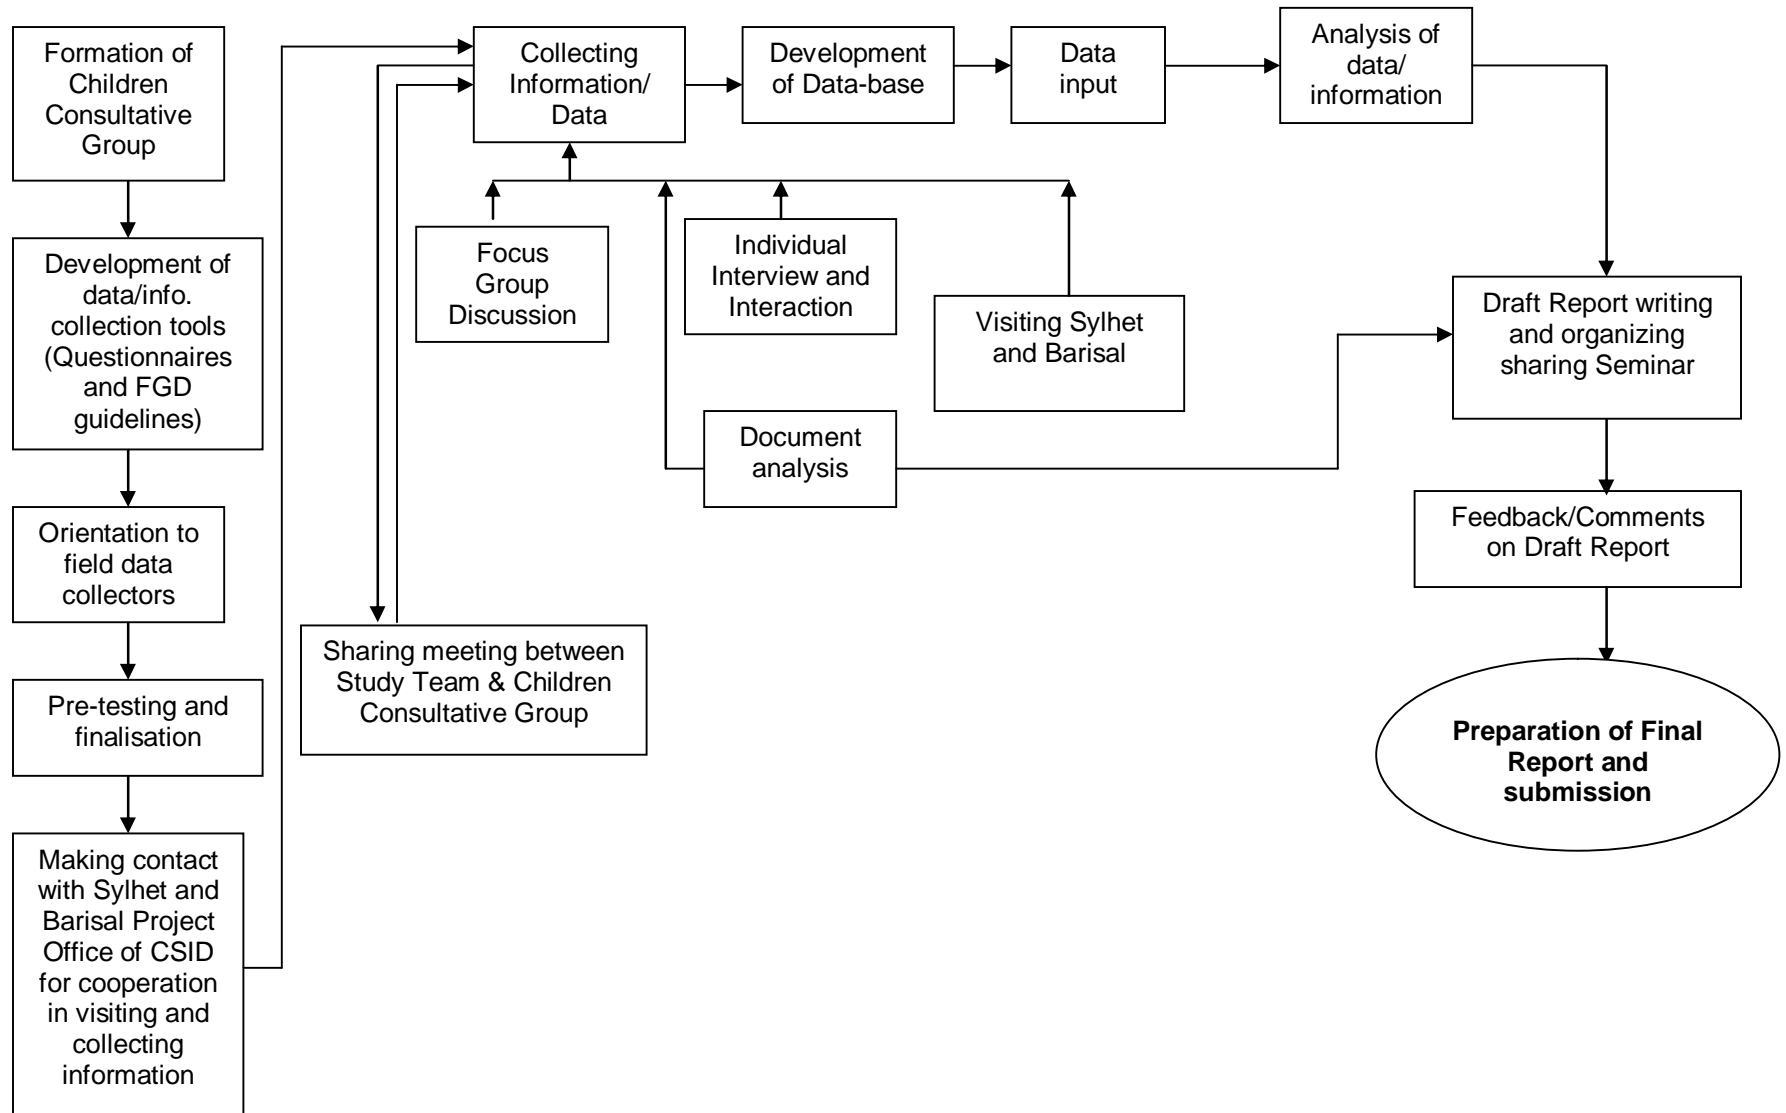 Formation of
Children
Consultative
Group
Development of
data/info.
collection tools
(Questionnaires
and FGD
guidelines)
Orientation to
field data
collectors
Pre-testing and
finalisation
Making contact
with Sylhet and
Barisal Project
Office of CSID
for cooperation
in visiting and
collecting
information
Collecting
Information/
Data
Development
of Data-base
Data
input
Analysis of
data/
information
Focus
Group
Discussion
Individual
Interview and
Interaction
Visiting Sylhet
and Barisal
Document
analysis
Sharing meeting between
Study Team & Children
Consultative Group
Draft Report writing
and organizing
sharing Seminar
Feedback/Comments
on Draft Report
Preparation of Final
Report and
submission